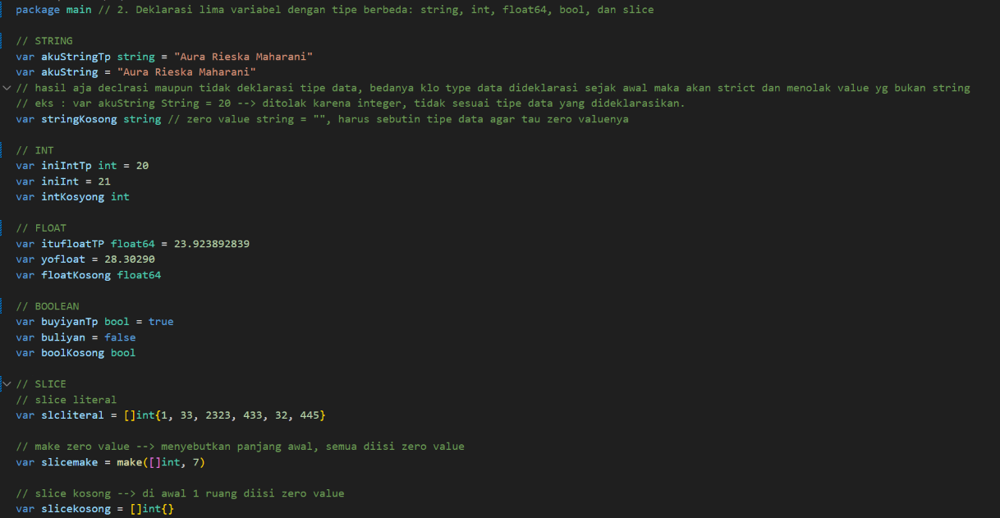 package main // 2. Deklarasi lima variabel dengan tipe berbeda: string, int, float64, bool, dan slice
// STRING
var akuStringTp string = "Aura Rieska Maharani"
var akuString = "Aura Rieska Maharani"
// hasil aja declrasi maupun tidak deklarasi tipe data, bedanya klo type data dideklarasi sejak awal maka akan strict dan menolak value yg bukan string
// eks : var akuString String = 20 --> ditolak karena integer, tidak sesuai tipe data yang dideklarasikan.
var stringKosong string // zero value string = "", harus sebutin tipe data agar tau zero valuenya
// INT
var iniIntTp int = 20
var iniInt = 21
var intKosyong int
// FLOAT
var itufloatTP float64 = 23.923892839
var yofloat = 28.30290
var floatKosong float64
// BOOLEAN
var buyiyanTp bool = true
var buliyan = false
var boolKosong bool
// SLICE
// slice literal
var slcliteral = []int{1, 33, 2323, 433, 32, 445}
// make zero value --> menyebutkan panjang awal, semua diisi zero value
var slicemake = make([]int, 7)
// slice kosong --> di awal 1 ruang diisi zero value
var slicekosong = []int{}